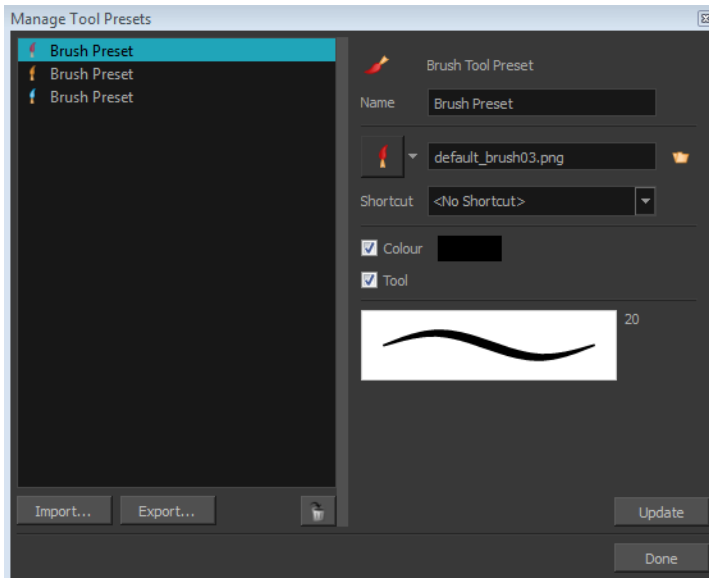 Manage Tool Presets
Brush Preset
Brush Preset
Brush Preset
Brush Tool Preset
Name Brush Preset
default_brush03.png
Shortcut <No Shortcut>
Colour
Tool
20
Import... Export...
Update
Done